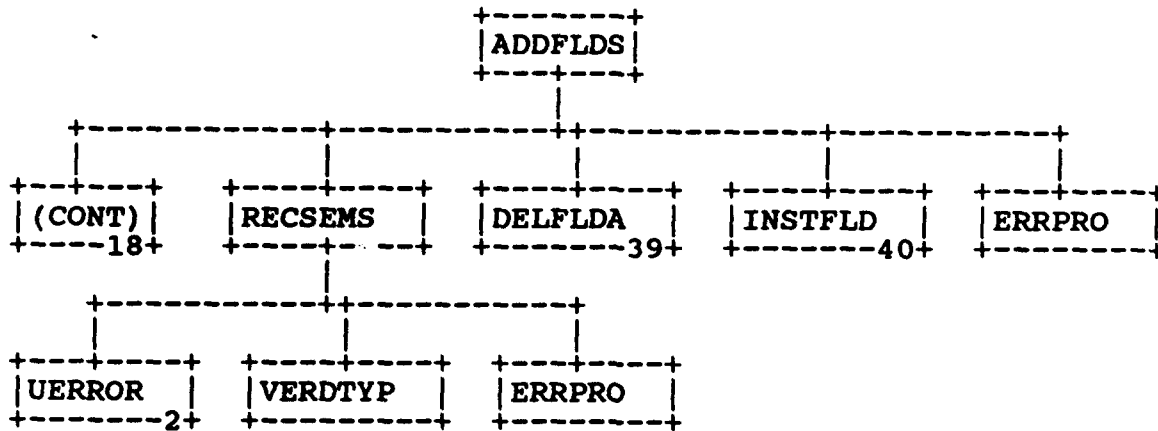 ADDFLDS
(CONT) RECSEMS DELFLDA INSTFLD ERRPRO
18 39 40
UERROR VERDTYP ERRPRO
2